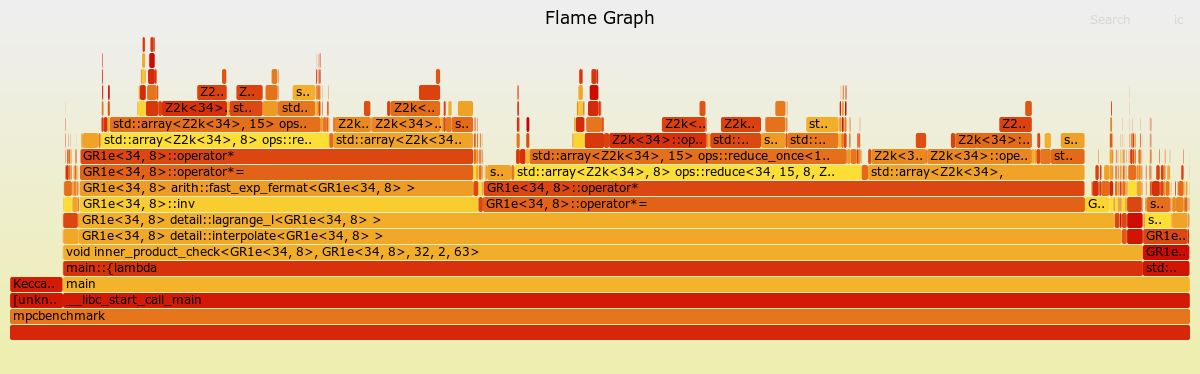 Flame Graph
Search ic
Z2.. Z.. s..
Z2k<34>.. st.. std.. Z2k<.. Z2..
std::array<Z2k<34>, 15> ops.. Z2k.. Z2k<34>.. s.. Z2k<.. Z2k.. st.. Z2..
std::array<Z2k<34>, 8> ops::re.. std::array<Z2k<34.. Z2k<34>::op.. std::.. s.. std::.. Z2k<34>:.. s..
GR1e<34, 8>::operator* std::array<Z2k<34>, 15> ops::reduce_once<1.. Z2k<3.. Z2k<34>::ope.. st..
GR1e<34, 8>::operator*= s.. std::array<Z2k<34>, 8> ops::reduce<34, 15, 8, Z.. std::array<Z2k<34>,
GR1e<34, 8> arith::fast_exp_fermat<GR1e<34, 8> > GR1e<34, 8>::operator*
GR1e<34, 8>::inv GR1e<34, 8>::operator*= G.. s..
GR1e<34, 8> detail::lagrange_l<GR1e<34, 8> > s..
GR1e<34, 8> detail::interpolate<GR1e<34, 8> > GR1e..
void inner_product_check<GR1e<34, 8>, GR1e<34, 8>, 32, 2, 63> GR1e..
main::{lambda std:..
Kecca.. main
[unkn.. __libc_start_call_main
mpcbenchmark